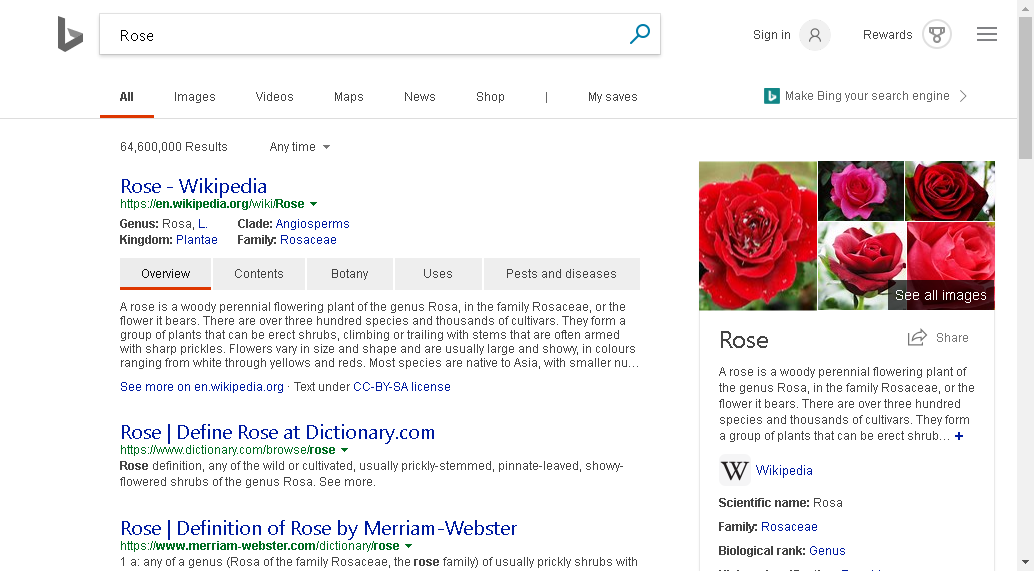 Rose
Sign in
Rewards
All
Images
Videos
Maps
News
Shop
|
My saves
Make Bing your search engine
64,600,000 Results
Any time
Rose - Wikipedia
https://en.wikipedia.org/wiki/Rose
Genus: Rosa, L.
Clade: Angiosperms
Kingdom: Plantae
Family: Rosaceae
Overview
Contents
Botany
Uses
Pests and diseases
A rose is a woody perennial flowering plant of the genus Rosa, in the family Rosaceae, or the
flower it bears. There are over three hundred species and thousands of cultivars. They form a
group of plants that can be erect shrubs, climbing or trailing with stems that are often armed
with sharp prickles. Flowers vary in size and shape and are usually large and showy, in colours
ranging from white through yellows and reds. Most species are native to Asia, with smaller nu...
See more on en.wikipedia.org · Text under CC-BY-SA license
Rose | Define Rose at Dictionary.com
https://www.dictionary.com/browse/rose
Rose definition, any of the wild or cultivated, usually prickly-stemmed, pinnate-leaved, showy-
flowered shrubs of the genus Rosa. See more.
Rose | Definition of Rose by Merriam-Webster
https://www.merriam-webster.com/dictionary/rose
1 a: any of a genus (Rosa of the family Rosaceae, the rose family) of usually prickly shrubs with
See all images
Rose
Share
A rose is a woody perennial flowering plant of
the genus Rosa, in the family Rosaceae, or the
flower it bears. There are over three hundred
species and thousands of cultivars. They form
a group of plants that can be erect shrub... +
W Wikipedia
Scientific name: Rosa
Family: Rosaceae
Biological rank: Genus